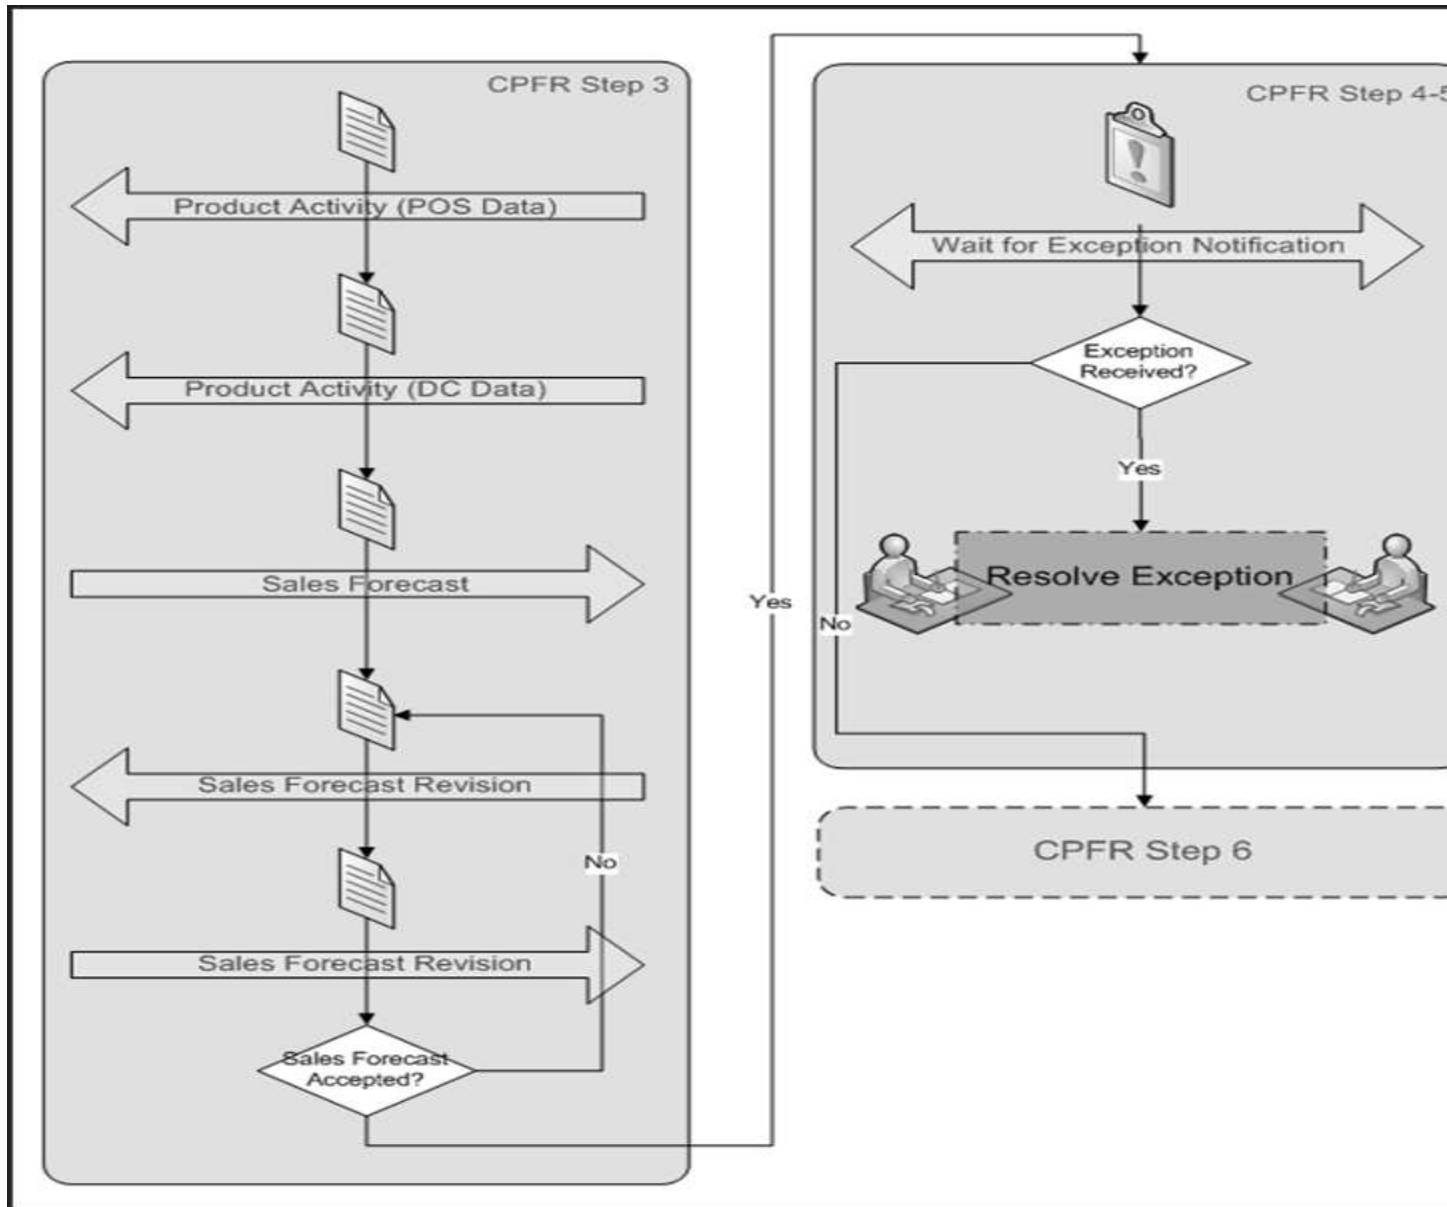 CPFR Step 3
Product Activity (POS Data)
Product Activity (DC Data)
Sales Forecast
Sales Forecast Revision
No
Sales Forecast Revision
Sales Forecast
Accepted?
Yes
CPFR Step 4-5
Wait for Exception Notification
Exception
Received?
Yes
Resolve Exception
No
CPFR Step 6